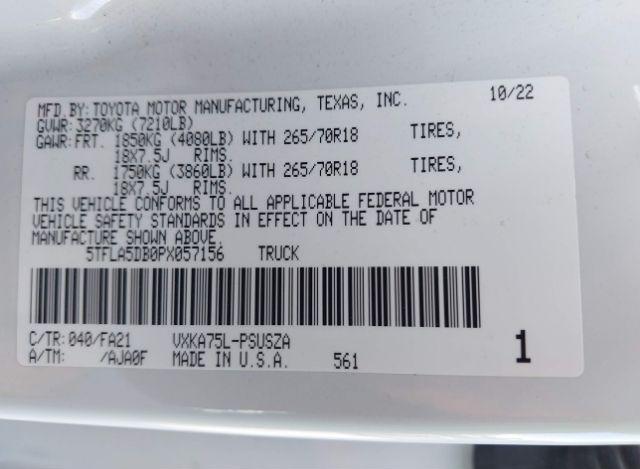 MFD.BY: TOYOTA MOTOR MANUFACTURING, TEXAS, INC. 10/22
GVWR: 3270KG (7210LB)
GAWR: FRT. 1850KG (4080LB) WITH 265/70R18 TIRES,
18X7.5J RIMS.
RR. 1750KG (3860LB) WITH 265/70R18 TIRES,
18X7.5J RIMS.
THIS VEHICLE CONFORMS TO ALL APPLICABLE FEDERAL MOTOR
VEHICLE SAFETY STANDARDS IN EFFECT ON THE DATE OF
MANUFACTURE SHOWN ABOVE.
5TFLA5DB0PX057156 TRUCK
C/TR: 040/FA21 VXKA75L-PSUSZA
A/TM: /AJA0F MADE IN U.S.A. 561 1